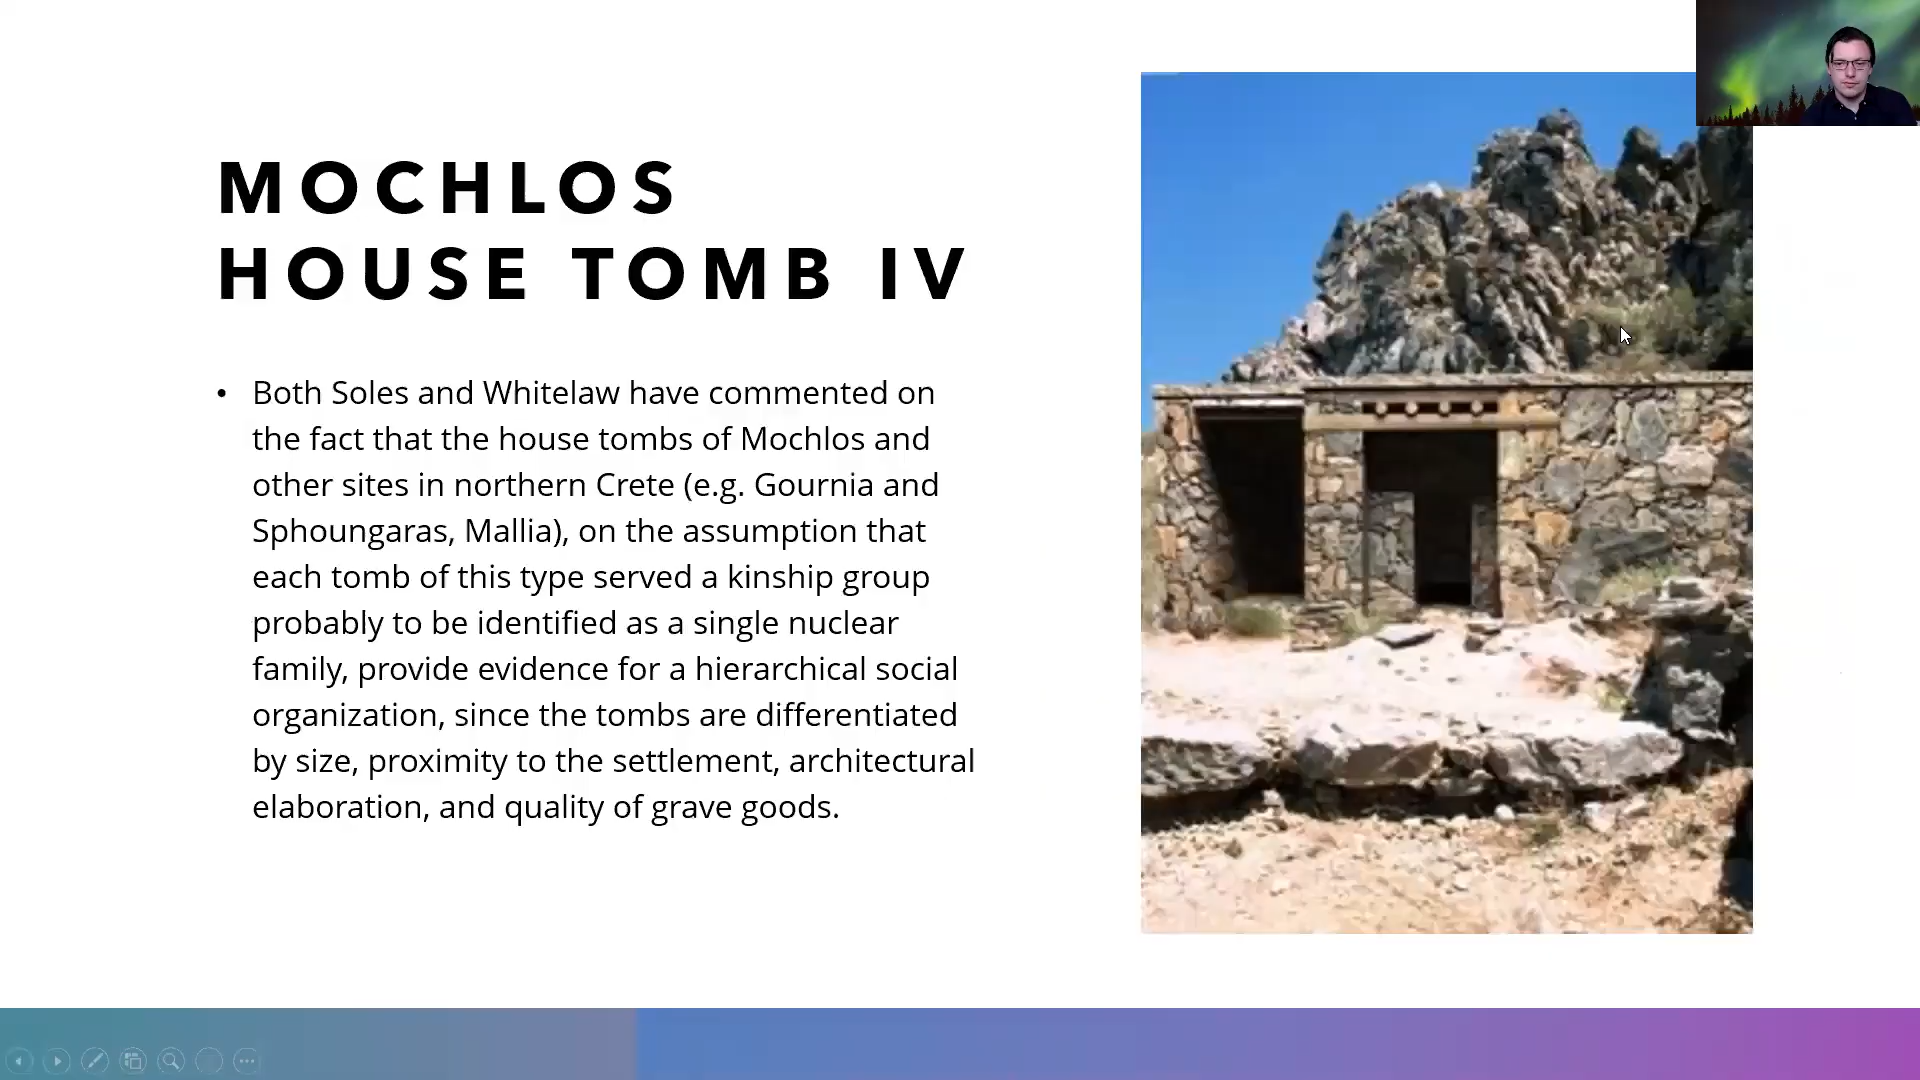 MOCHLOS
HOUSE TOMB IV
• Both Soles and Whitelaw have commented on
the fact that the house tombs of Mochlos and
other sites in northern Crete (e.g. Gournia and
Sphoungaras, Mallia), on the assumption that
each tomb of this type served a kinship group
probably to be identified as a single nuclear
family, provide evidence for a hierarchical social
organization, since the tombs are differentiated
by size, proximity to the settlement, architectural
elaboration, and quality of grave goods.